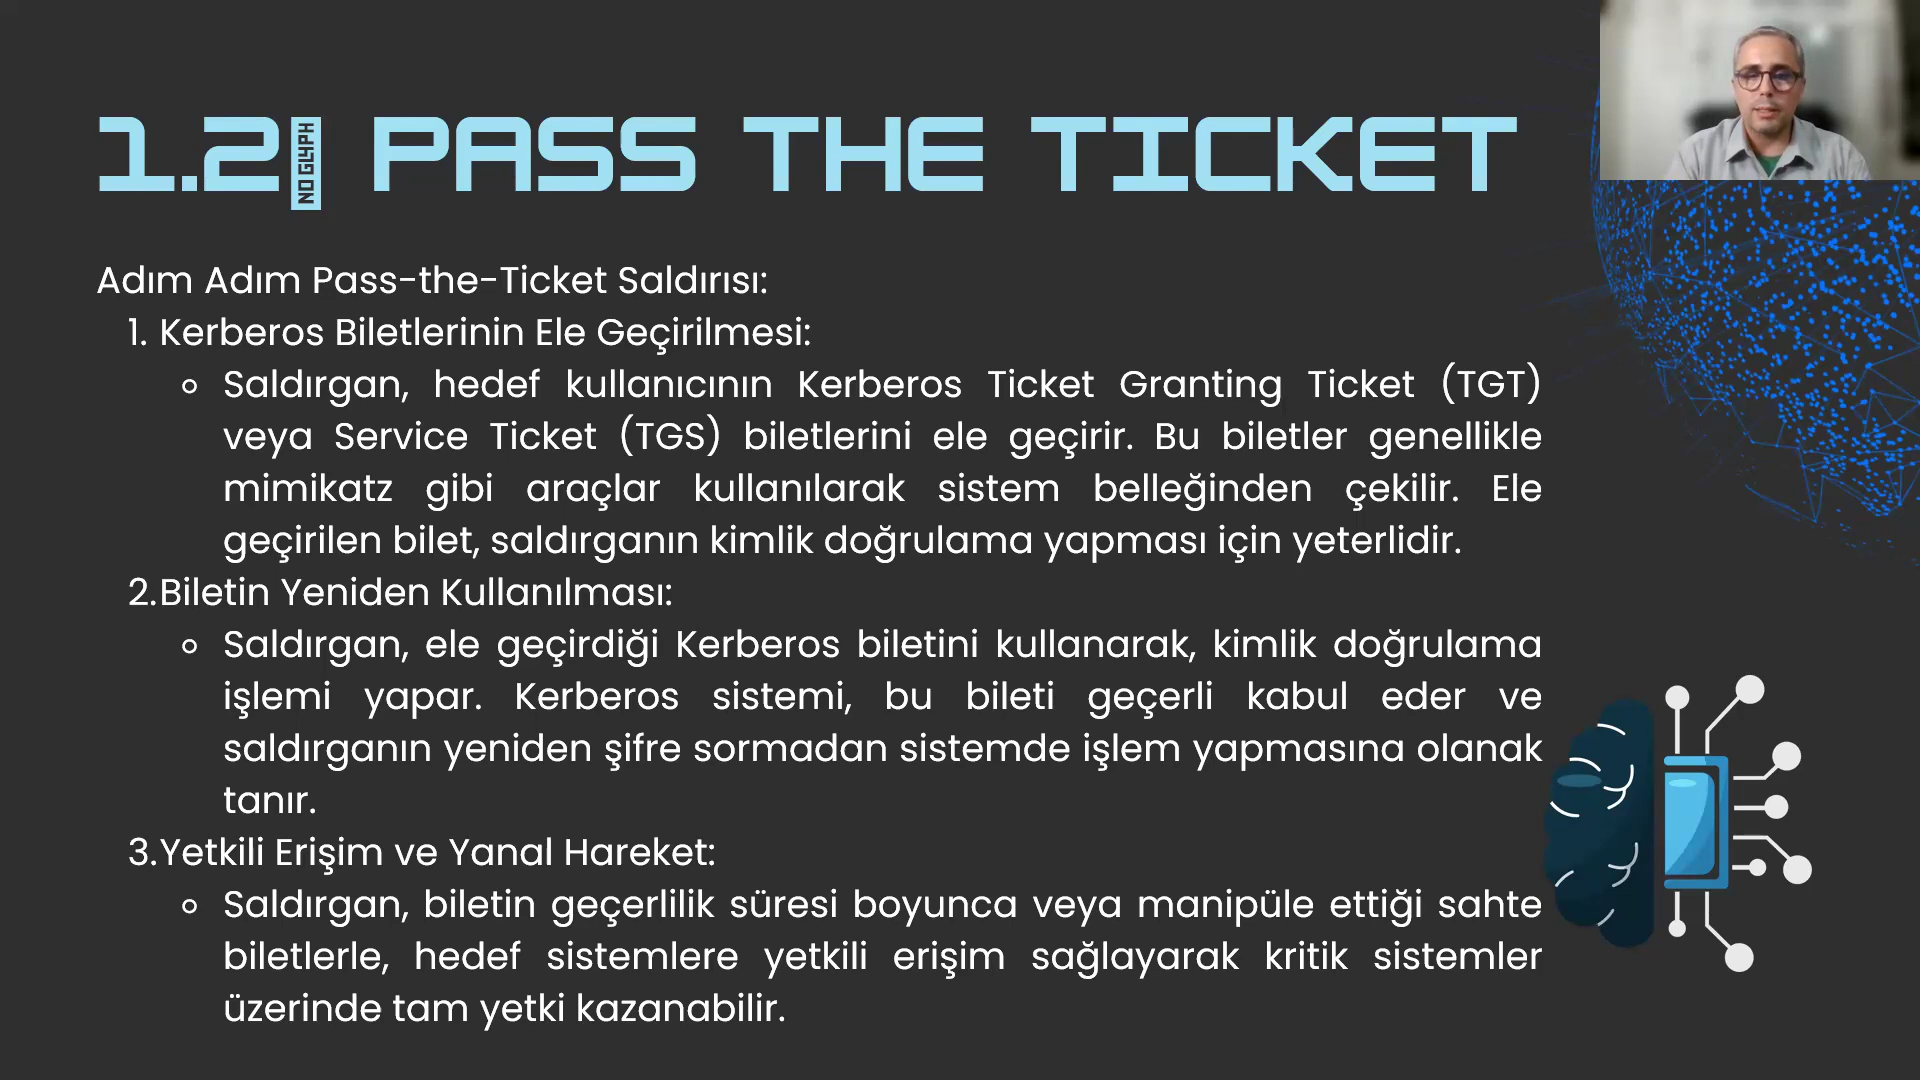 1.2 NO GLYPH PASS THE TICKET
Adım Adım Pass-the-Ticket Saldırısı:
1. Kerberos Biletlerinin Ele Geçirilmesi:
Saldırgan, hedef kullanıcının Kerberos Ticket Granting Ticket (TGT)
veya Service Ticket (TGS) biletlerini ele geçirir. Bu biletler genellikle
mimikatz gibi araçlar kullanılarak sistem belleğinden çekilir. Ele
geçirilen bilet, saldırganın kimlik doğrulama yapması için yeterlidir.
2.Biletin Yeniden Kullanılması:
Saldırgan, ele geçirdiği Kerberos biletini kullanarak, kimlik doğrulama
işlemi yapar. Kerberos sistemi, bu bileti geçerli kabul eder ve
saldırganın yeniden şifre sormadan sistemde işlem yapmasına olanak
tanır.
3.Yetkili Erişim ve Yanal Hareket:
Saldırgan, biletin geçerlilik süresi boyunca veya manipüle ettiği sahte
biletlerle, hedef sistemlere yetkili erişim sağlayarak kritik sistemler
üzerinde tam yetki kazanabilir.